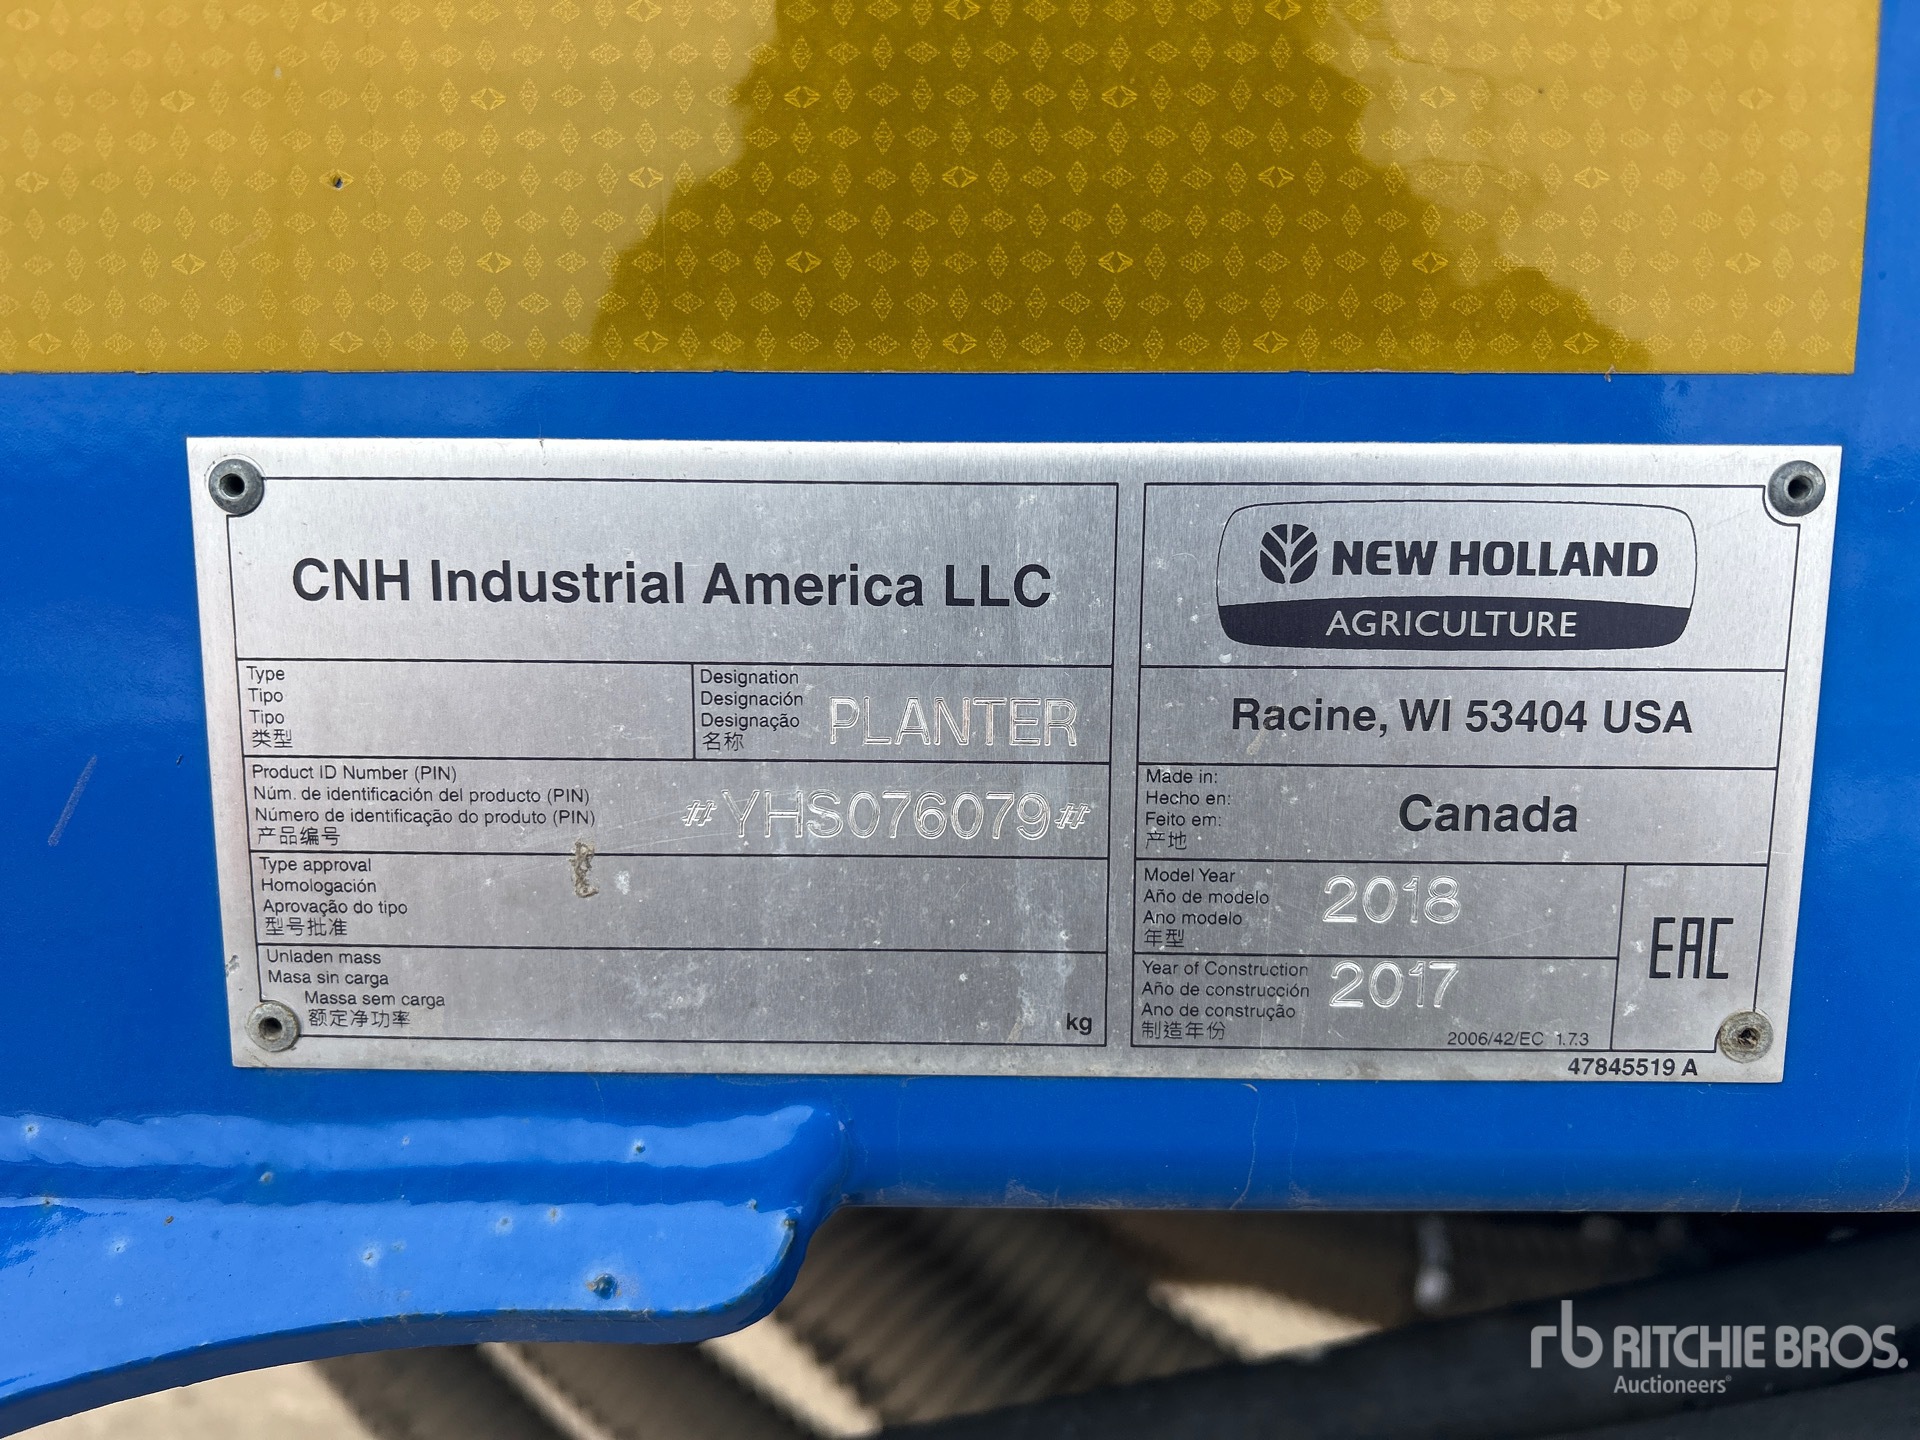 CNH Industrial America LLC
Type
Tipo
Tipo
类型
Designation
Designación
Designação
名称
PLANTER
Product ID Number (PIN)
Núm. de identificación del producto (PIN)
Número de identificação do produto (PIN)
产品编号
#YHS076079#
Type approval
Homologación
Aprovação do tipo
型号批准
Unladen mass
Masa sin carga
Massa sem carga
额定净功率
kg
NEW HOLLAND
AGRICULTURE
Racine, WI 53404 USA
Made in:
Hecho en:
Feito em:
产地
Canada
Model Year
Año de modelo
Ano modelo
年型
2018
Year of Construction
Año de construcción
Ano de construção
制造年份
2017
2006/42/EC 1.7.3
EAC
47845519 A
rb RITCHIE BROS.
Auctioneers